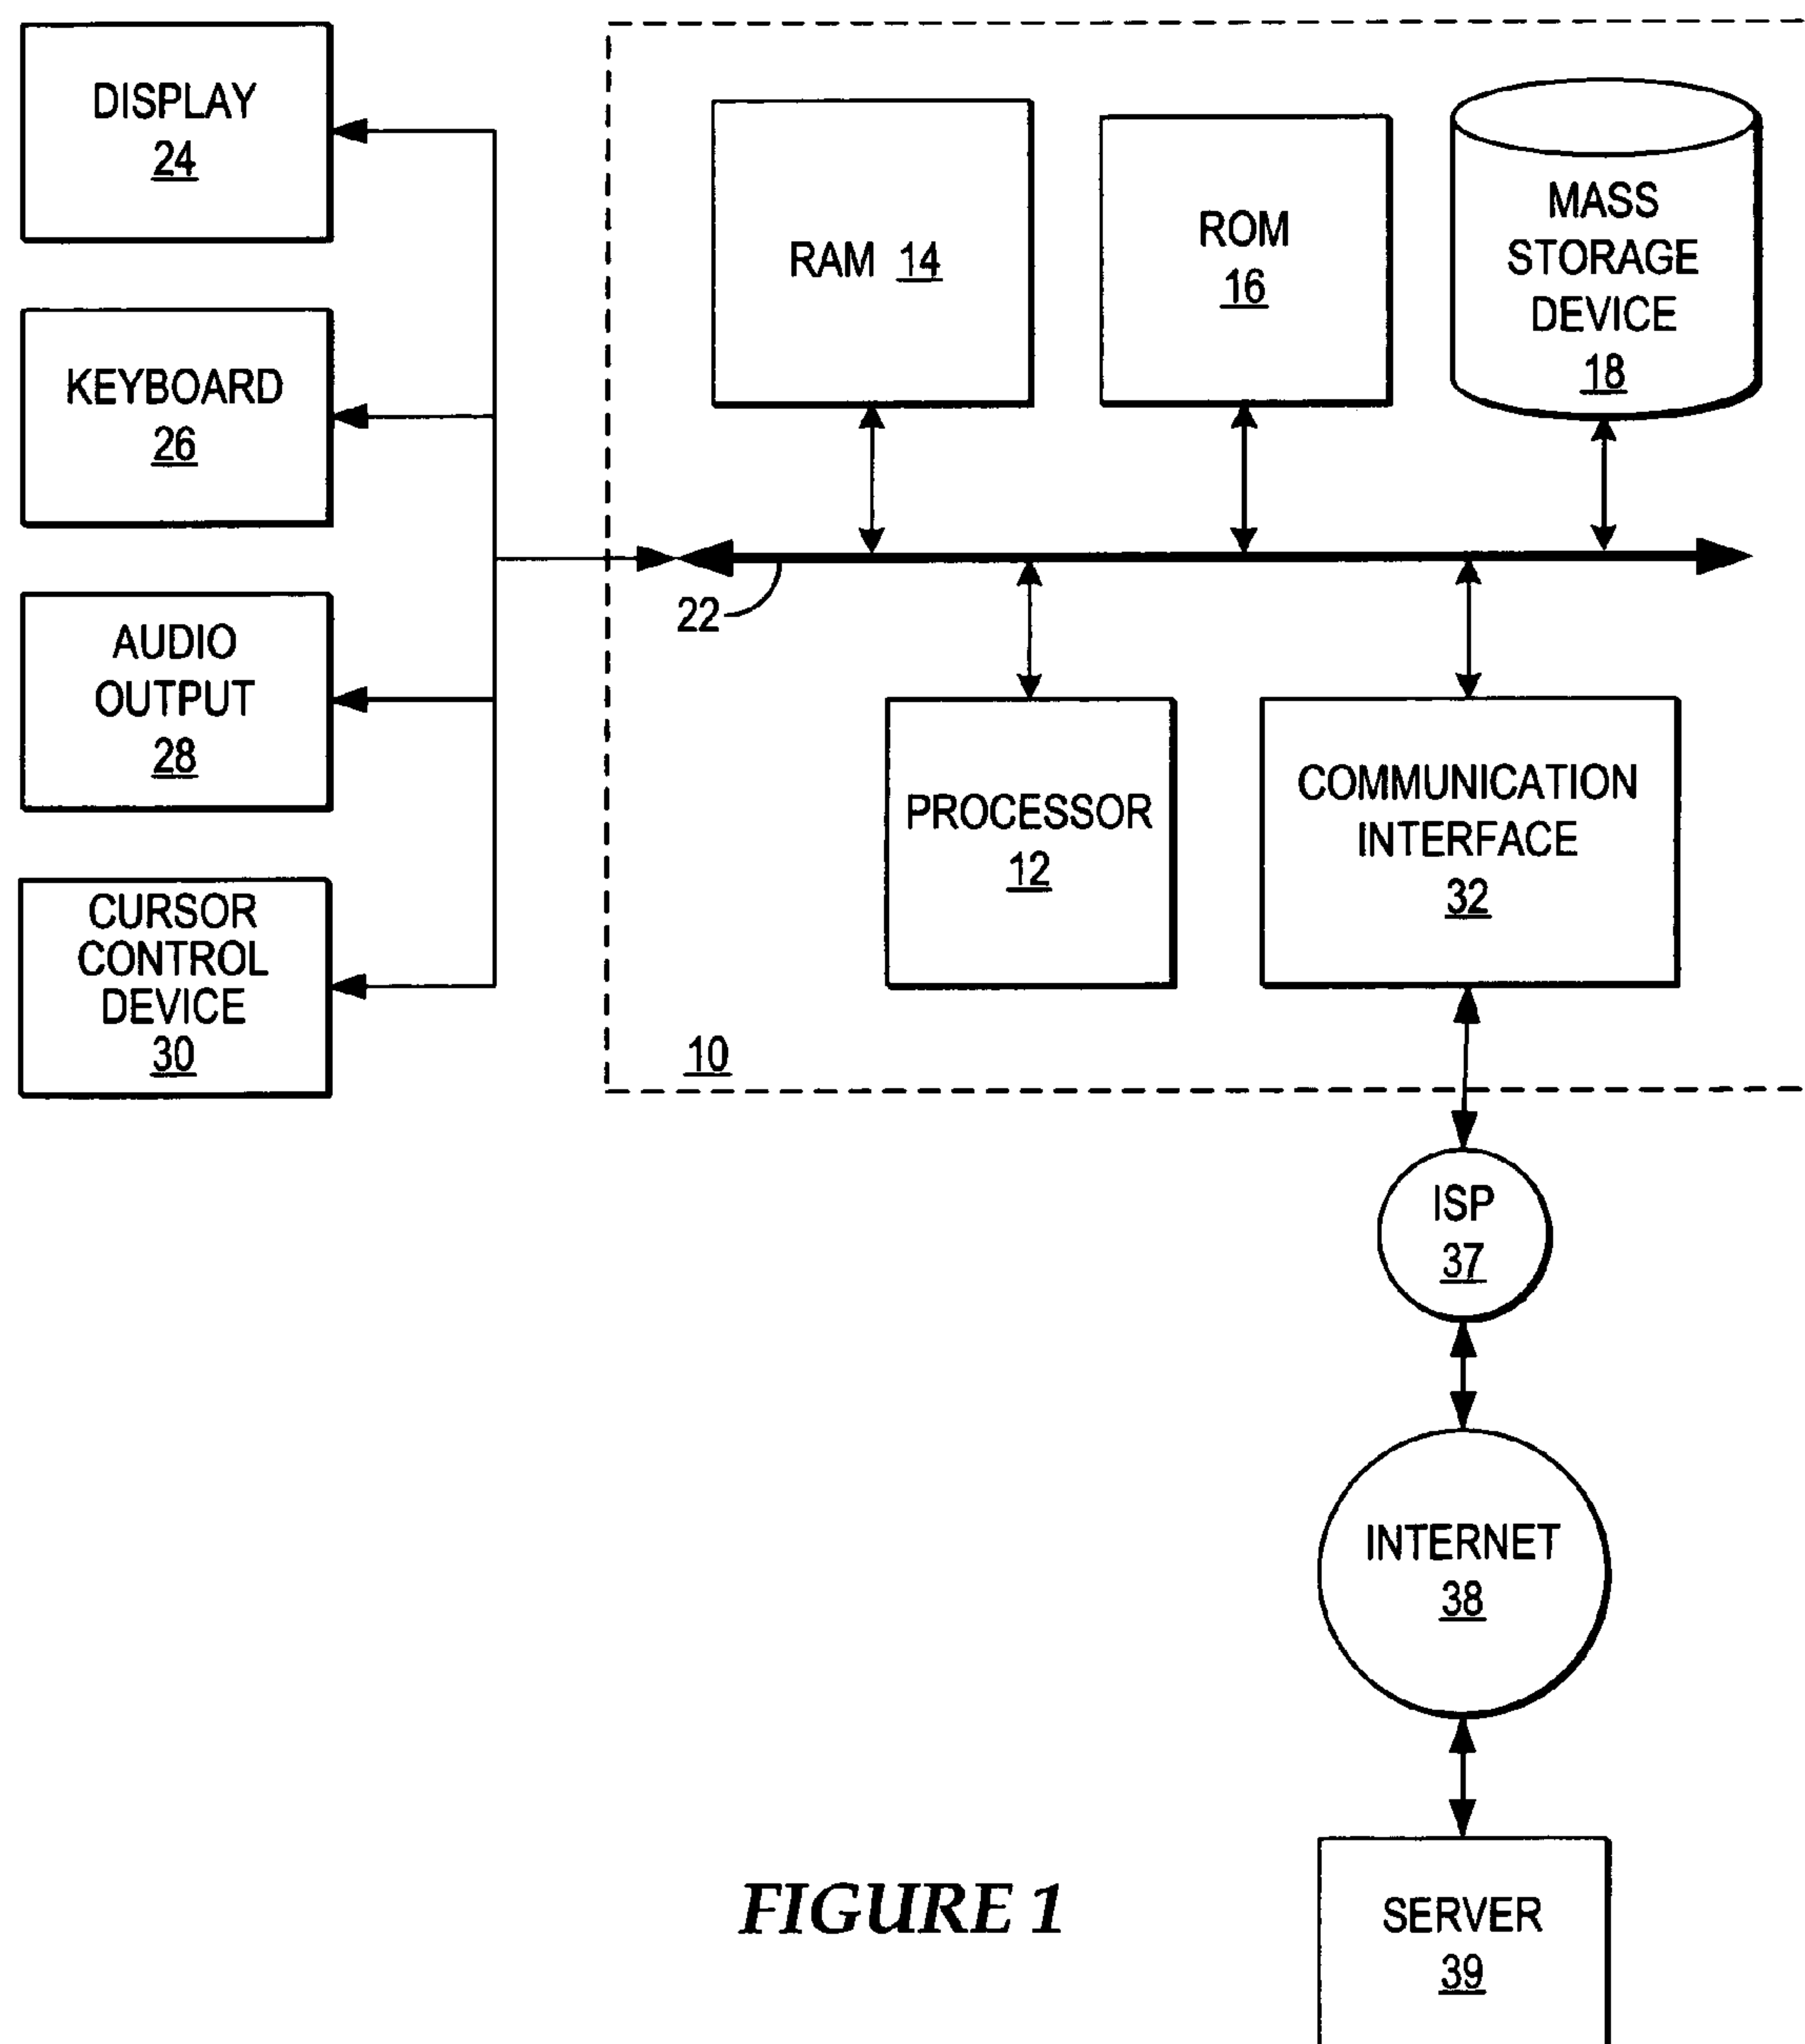 DISPLAY
24
KEYBOARD
26
AUDIO
OUTPUT
28
CURSOR
CONTROL
DEVICE
30
RAM 14
ROM
16
MASS
STORAGE
DEVICE
18
22
PROCESSOR
12
COMMUNICATION
INTERFACE
32
10
ISP
37
INTERNET
38
SERVER
39
FIGURE 1